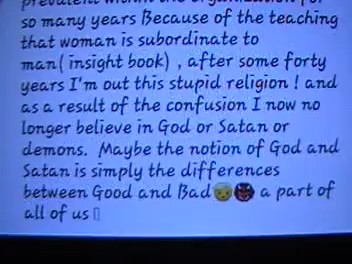 prevalent within the organization for
so many years Because of the teaching
that woman is subordinate to
man( insight book) , after some forty
years I'm out this stupid religion ! and
as a result of the confusion I now no
longer believe in God or Satan or
demons. Maybe the notion of God and
Satan is simply the differences
between Good and Bad😇👿 a part of
all of us